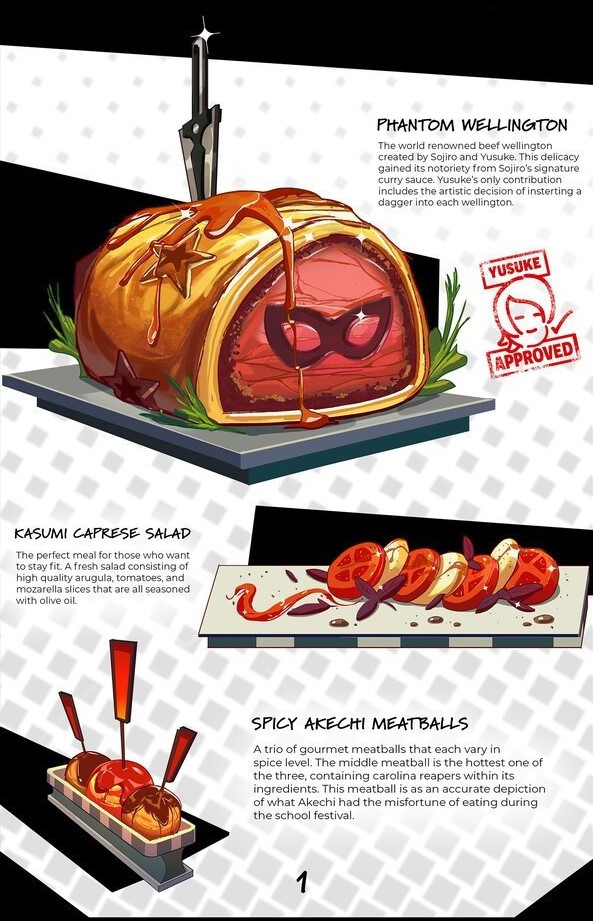 PHANTOM WELLINGTON
The world renowned beef wellington
created by Sojiro and Yusuke. This delicacy
gained its notoriety from Sojiro's signature
curry sauce. Yusuke's only contribution
includes the artistic decision of insterting a
dagger into each wellington.
YUSUKE
APPROVED
KASUMI CAPRESE SALAD
The perfect meal for those who want
to stay fit. A fresh salad consisting of
high quality arugula, tomatoes, and
mozarella slices that are all seasoned
with olive oil.
SPICY AKECHI MEATBALLS
A trio of gourmet meatballs that each vary in
spice level. The middle meatball is the hottest one of
the three, containing carolina reapers within its
ingredients. This meatball is as an accurate depiction
of what Akechi had the misfortune of eating during
the school festival.
1